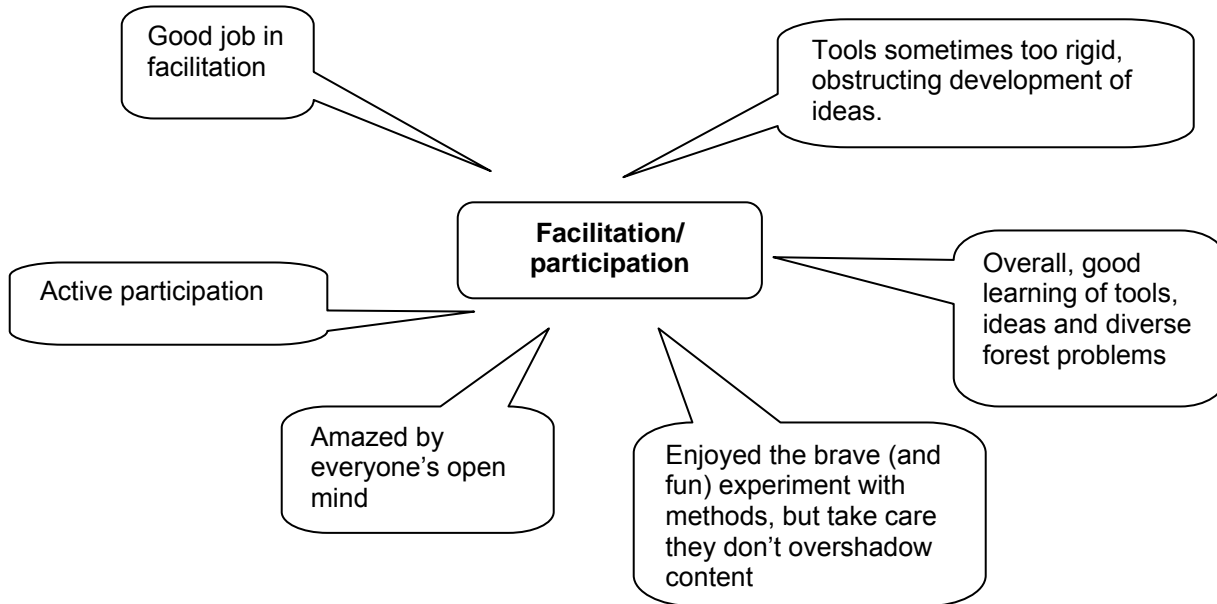 Good job in
facilitation
Tools sometimes too rigid,
obstructing development of
ideas.
Facilitation/
participation
Overall, good
learning of tools,
ideas and diverse
forest problems
Active participation
Amazed by
everyone’s open
mind
Enjoyed the brave (and
fun) experiment with
methods, but take care
they don’t overshadow
content